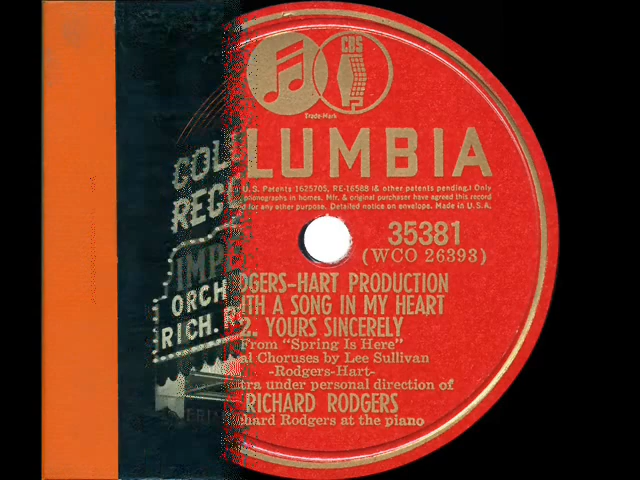 CBS
Trade-Mark
LUMBIA
U.S. Patents 1625705, RE-16588 (& other patents pending.) Only
phonographs in homes. Mfr. & original purchaser have agreed this record
for any other purpose. Detailed notice on envelope. Made in U.S.A.
35381
(WCO 26393)
DGERS-HART PRODUCTION
TH A SONG IN MY HEART
2. YOURS SINCERELY
From "Spring Is Here"
al Choruses by Lee Sullivan
-Rodgers-Hart-
tra under personal direction of
RICHARD RODGERS
chard Rodgers at the piano
COL
REC
IMP
ORCH
RICH. R